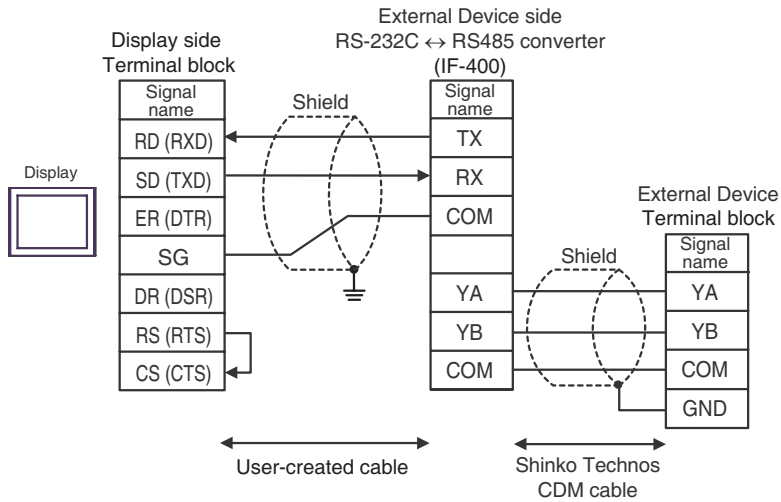 External Device side
RS-232C ↔ RS485 converter
(IF-400)
Display side
Terminal block
Signal
name
RD (RXD)
SD (TXD)
ER (DTR)
SG
DR (DSR)
RS (RTS)
CS (CTS)
Display
Shield
Signal
name
TX
RX
COM
YA
YB
COM
Shield
External Device
Terminal block
Signal
name
YA
YB
COM
GND
User-created cable
Shinko Technos
CDM cable